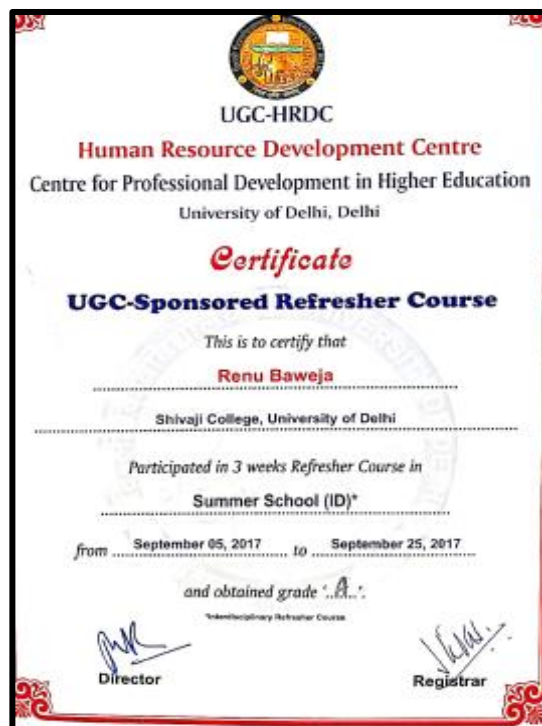 UGC-HRDC
Human Resource Development Centre
Centre for Professional Development in Higher Education
University of Delhi, Delhi
Certificate
UGC-Sponsored Refresher Course
This is to certify that
Renu Baweja
Shivaji College, University of Delhi
Participated in 3 weeks Refresher Course in
Summer School (ID)*
from September 05, 2017 to September 25, 2017
and obtained grade '..A..'.
*Interdisciplinary Refresher Course
Director Registrar